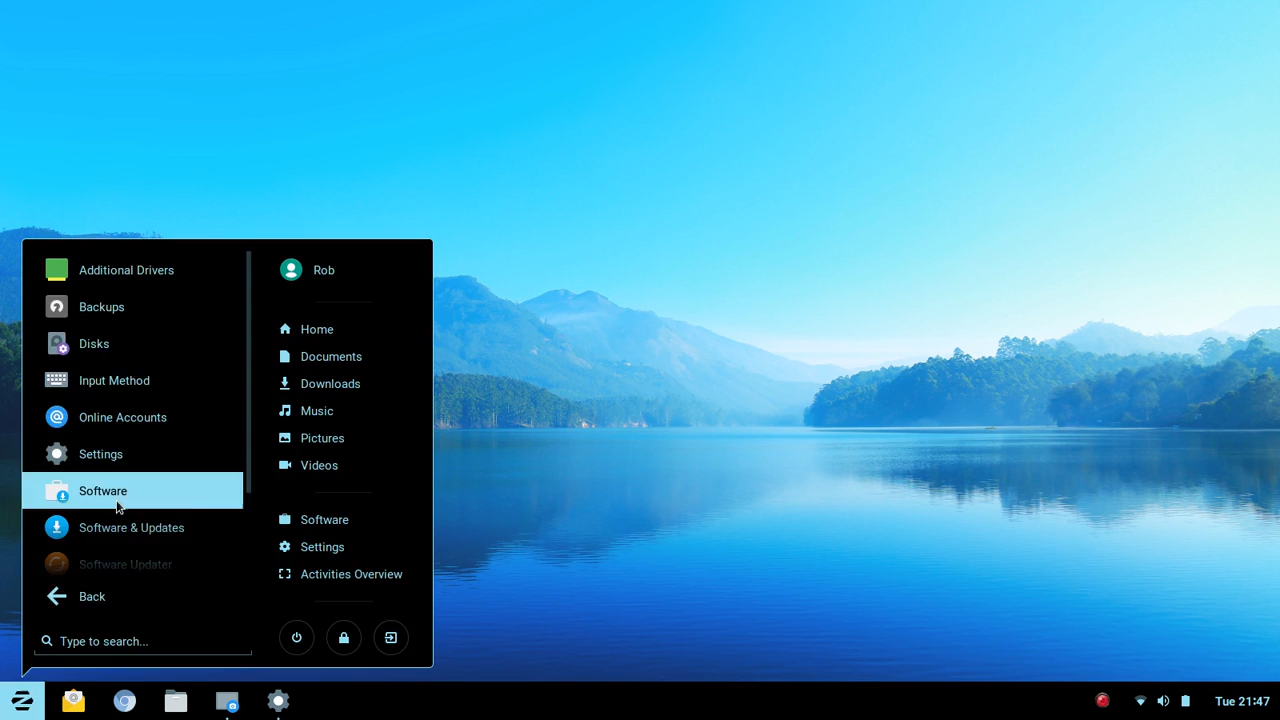 Additional Drivers
Backups
Disks
Input Method
Online Accounts
Settings
Software
Software & Updates
Software Updater
Back
Type to search...
Rob
Home
Documents
Downloads
Music
Pictures
Videos
Software
Settings
Activities Overview
Tue 21:47